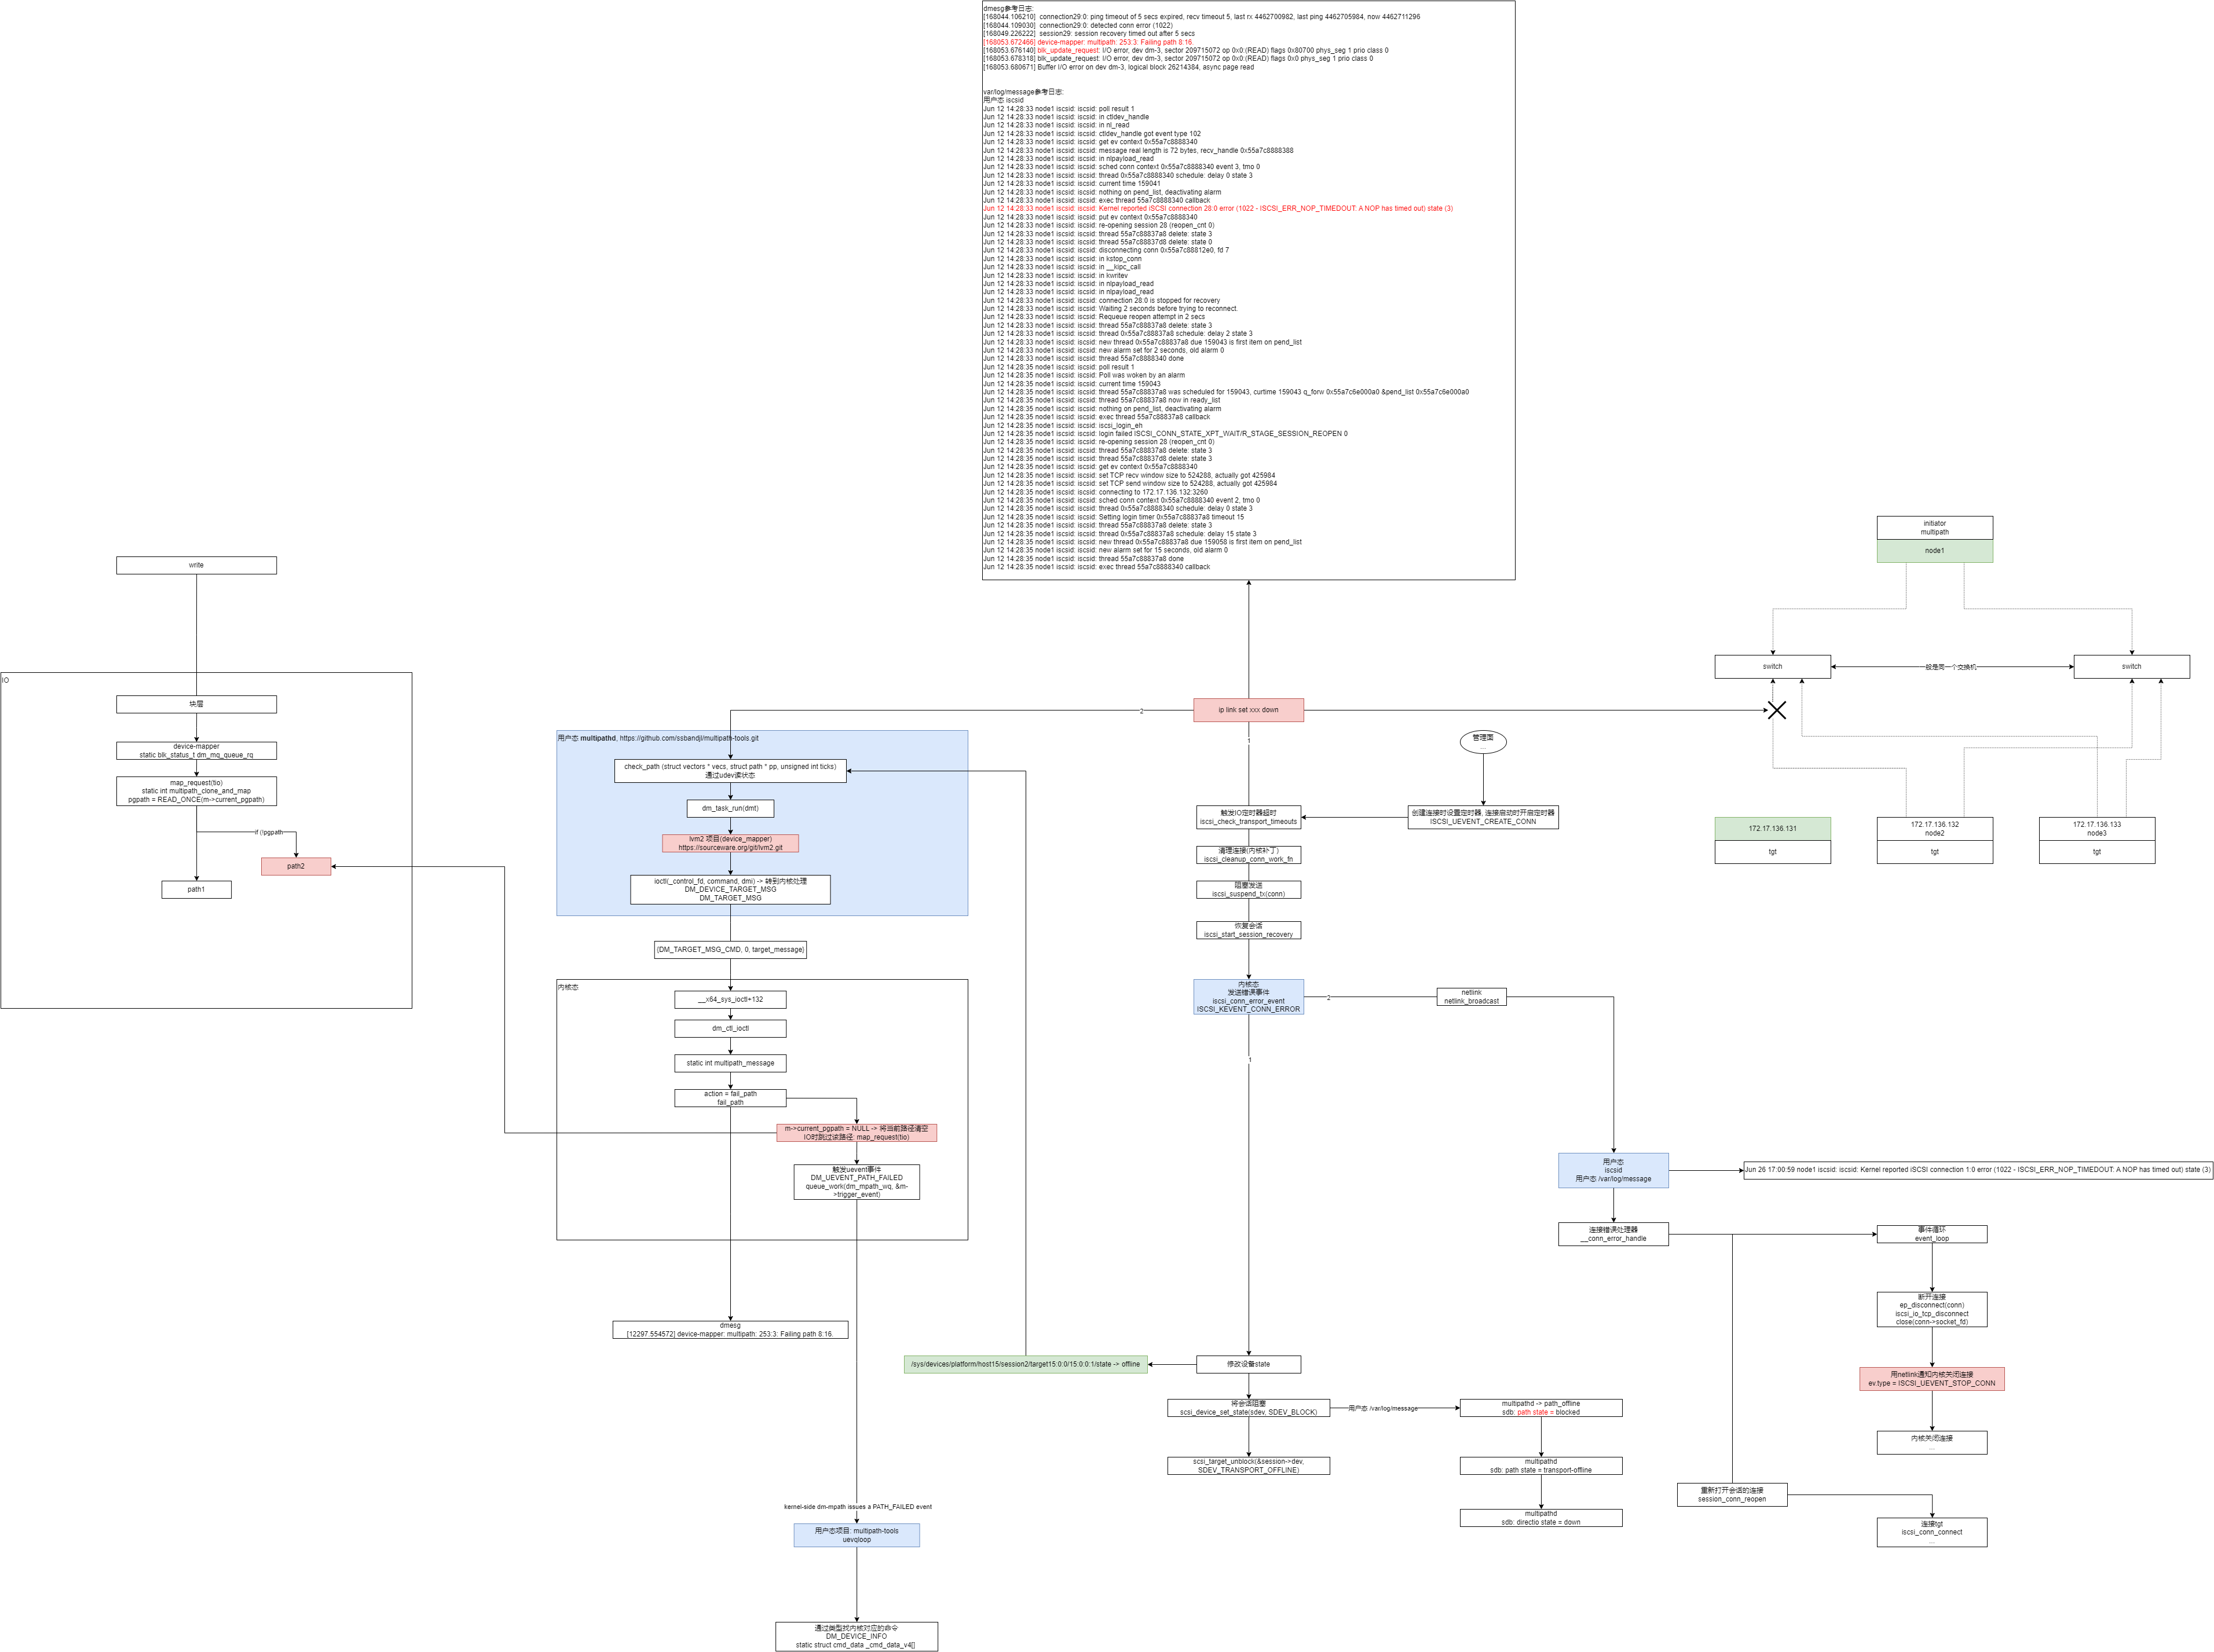 dmesg参考日志:
[168044.106210]  connection29:0: ping timeout of 5 secs expired, recv timeout 5, last rx 4462700982, last ping 4462705984, now 4462711296
[168044.109030]  connection29:0: detected conn error (1022)
[168049.226222]  session29: session recovery timed out after 5 secs
[168053.672466] device-mapper: multipath: 253:3: Failing path 8:16.
[168053.676140] blk_update_request: I/O error, dev dm-3, sector 209715072 op 0x0:(READ) flags 0x80700 phys_seg 1 prio class 0
[168053.678318] blk_update_request: I/O error, dev dm-3, sector 209715072 op 0x0:(READ) flags 0x0 phys_seg 1 prio class 0
[168053.680671] Buffer I/O error on dev dm-3, logical block 26214384, async page read
var/log/message参考日志:
用户态 iscsid
Jun 12 14:28:33 node1 iscsid: iscsid: poll result 1
Jun 12 14:28:33 node1 iscsid: iscsid: in ctldev_handle
Jun 12 14:28:33 node1 iscsid: iscsid: in nl_read
Jun 12 14:28:33 node1 iscsid: iscsid: ctldev_handle got event type 102
Jun 12 14:28:33 node1 iscsid: iscsid: get ev context 0x55a7c8888340
Jun 12 14:28:33 node1 iscsid: iscsid: message real length is 72 bytes, recv_handle 0x55a7c8888388
Jun 12 14:28:33 node1 iscsid: iscsid: in nlpayload_read
Jun 12 14:28:33 node1 iscsid: iscsid: sched conn context 0x55a7c8888340 event 3, tmo 0
Jun 12 14:28:33 node1 iscsid: iscsid: thread 0x55a7c8888340 schedule: delay 0 state 3
Jun 12 14:28:33 node1 iscsid: iscsid: current time 159041
Jun 12 14:28:33 node1 iscsid: iscsid: nothing on pend_list, deactivating alarm
Jun 12 14:28:33 node1 iscsid: iscsid: exec thread 55a7c8888340 callback
Jun 12 14:28:33 node1 iscsid: iscsid: Kernel reported iSCSI connection 28:0 error (1022 - ISCSI_ERR_NOP_TIMEDOUT: A NOP has timed out) state (3)
Jun 12 14:28:33 node1 iscsid: iscsid: put ev context 0x55a7c8888340
Jun 12 14:28:33 node1 iscsid: iscsid: re-opening session 28 (reopen_cnt 0)
Jun 12 14:28:33 node1 iscsid: iscsid: thread 55a7c88837a8 delete: state 3
Jun 12 14:28:33 node1 iscsid: iscsid: thread 55a7c88837d8 delete: state 0
Jun 12 14:28:33 node1 iscsid: iscsid: disconnecting conn 0x55a7c88812e0, fd 7
Jun 12 14:28:33 node1 iscsid: iscsid: in kstop_conn
Jun 12 14:28:33 node1 iscsid: iscsid: in __kipc_call
Jun 12 14:28:33 node1 iscsid: iscsid: in kwritev
Jun 12 14:28:33 node1 iscsid: iscsid: in nlpayload_read
Jun 12 14:28:33 node1 iscsid: iscsid: in nlpayload_read
Jun 12 14:28:33 node1 iscsid: iscsid: connection 28:0 is stopped for recovery
Jun 12 14:28:33 node1 iscsid: iscsid: Waiting 2 seconds before trying to reconnect.
Jun 12 14:28:33 node1 iscsid: iscsid: Requeue reopen attempt in 2 secs
Jun 12 14:28:33 node1 iscsid: iscsid: thread 55a7c88837a8 delete: state 3
Jun 12 14:28:33 node1 iscsid: iscsid: thread 0x55a7c88837a8 schedule: delay 2 state 3
Jun 12 14:28:33 node1 iscsid: iscsid: new thread 0x55a7c88837a8 due 159043 is first item on pend_list
Jun 12 14:28:33 node1 iscsid: iscsid: new alarm set for 2 seconds, old alarm 0
Jun 12 14:28:33 node1 iscsid: iscsid: thread 55a7c8888340 done
Jun 12 14:28:35 node1 iscsid: iscsid: poll result 1
Jun 12 14:28:35 node1 iscsid: iscsid: Poll was woken by an alarm
Jun 12 14:28:35 node1 iscsid: iscsid: current time 159043
Jun 12 14:28:35 node1 iscsid: iscsid: thread 55a7c88837a8 was scheduled for 159043, curtime 159043 q_forw 0x55a7c6e000a0 &pend_list 0x55a7c6e000a0
Jun 12 14:28:35 node1 iscsid: iscsid: thread 55a7c88837a8 now in ready_list
Jun 12 14:28:35 node1 iscsid: iscsid: nothing on pend_list, deactivating alarm
Jun 12 14:28:35 node1 iscsid: iscsid: exec thread 55a7c88837a8 callback
Jun 12 14:28:35 node1 iscsid: iscsid: iscsi_login_eh
Jun 12 14:28:35 node1 iscsid: iscsid: login failed ISCSI_CONN_STATE_XPT_WAIT/R_STAGE_SESSION_REOPEN 0
Jun 12 14:28:35 node1 iscsid: iscsid: re-opening session 28 (reopen_cnt 0)
Jun 12 14:28:35 node1 iscsid: iscsid: thread 55a7c88837a8 delete: state 3
Jun 12 14:28:35 node1 iscsid: iscsid: thread 55a7c88837d8 delete: state 3
Jun 12 14:28:35 node1 iscsid: iscsid: get ev context 0x55a7c8888340
Jun 12 14:28:35 node1 iscsid: iscsid: set TCP recv window size to 524288, actually got 425984
Jun 12 14:28:35 node1 iscsid: iscsid: set TCP send window size to 524288, actually got 425984
Jun 12 14:28:35 node1 iscsid: iscsid: connecting to 172.17.136.132:3260
Jun 12 14:28:35 node1 iscsid: iscsid: sched conn context 0x55a7c8888340 event 2, tmo 0
Jun 12 14:28:35 node1 iscsid: iscsid: thread 0x55a7c8888340 schedule: delay 0 state 3
Jun 12 14:28:35 node1 iscsid: iscsid: Setting login timer 0x55a7c88837a8 timeout 15
Jun 12 14:28:35 node1 iscsid: iscsid: thread 55a7c88837a8 delete: state 3
Jun 12 14:28:35 node1 iscsid: iscsid: thread 0x55a7c88837a8 schedule: delay 15 state 3
Jun 12 14:28:35 node1 iscsid: iscsid: new thread 0x55a7c88837a8 due 159058 is first item on pend_list
Jun 12 14:28:35 node1 iscsid: iscsid: new alarm set for 15 seconds, old alarm 0
Jun 12 14:28:35 node1 iscsid: iscsid: thread 55a7c88837a8 done
Jun 12 14:28:35 node1 iscsid: iscsid: exec thread 55a7c8888340 callback
initiator
multipath
node1
switch
一般是同一个交换机
switch
172.17.136.131
tgt
172.17.136.132
node2
tgt
172.17.136.133
node3
tgt
write
IO
块层
device-mapper
static blk_status_t dm_mq_queue_rq
map_request(tio)
static int multipath_clone_and_map
pgpath = READ_ONCE(m->current_pgpath)
if (!pgpath
path2
path1
ip link set xxx down
2
1
用户态 multipathd, https://github.com/ssbandjl/multipath-tools.git
check_path (struct vectors * vecs, struct path * pp, unsigned int ticks)
通过udev读状态
dm_task_run(dmt)
lvm2 项目(device_mapper)
https://sourceware.org/git/lvm2.git
ioctl(_control_fd, command, dmi) -> 转到内核处理
DM_DEVICE_TARGET_MSG
DM_TARGET_MSG
{DM_TARGET_MSG_CMD, 0, target_message}
内核态
__x64_sys_ioctl+132
dm_ctl_ioctl
static int multipath_message
action = fail_path
fail_path
m->current_pgpath = NULL -> 将当前路径清空
IO时跳过该路径: map_request(tio)
触发uevent事件
DM_UEVENT_PATH_FAILED
queue_work(dm_mpath_wq, &m-
>trigger_event)
dmesg
[12297.554572] device-mapper: multipath: 253:3: Failing path 8:16.
kernel-side dm-mpath issues a PATH_FAILED event
用户态项目: multipath-tools
uevqloop
通过类型找内核对应的命令
DM_DEVICE_INFO
static struct cmd_data _cmd_data_v4[]
管理面
...
创建连接时设置定时器, 连接启动时开启定时器
ISCSI_UEVENT_CREATE_CONN
触发IO定时器超时
iscsi_check_transport_timeouts
清理连接(内核补丁)
iscsi_cleanup_conn_work_fn
阻塞发送
iscsi_suspend_tx(conn)
恢复会话
iscsi_start_session_recovery
内核态
发送错误事件
iscsi_conn_error_event
ISCSI_KEVENT_CONN_ERROR
2
netlink
netlink_broadcast
1
用户态
iscsid
用户态 /var/log/message
Jun 26 17:00:59 node1 iscsid: iscsid: Kernel reported iSCSI connection 1:0 error (1022 - ISCSI_ERR_NOP_TIMEDOUT: A NOP has timed out) state (3)
连接错误处理器
__conn_error_handle
事件循环
event_loop
断开连接
ep_disconnect(conn)
iscsi_io_tcp_disconnect
close(conn->socket_fd)
用netlink通知内核关闭连接
ev.type = ISCSI_UEVENT_STOP_CONN
内核关闭连接
...
重新打开会话的连接
session_conn_reopen
连接tgt
iscsi_conn_connect
...
修改设备state
/sys/devices/platform/host15/session2/target15:0:0/15:0:0:1/state -> offline
将会话阻塞
scsi_device_set_state(sdev, SDEV_BLOCK)
用户态 /var/log/message
multipathd -> path_offline
sdb: path state = blocked
scsi_target_unblock(&session->dev,
SDEV_TRANSPORT_OFFLINE)
multipathd
sdb: path state = transport-offline
multipathd
sdb: directio state = down